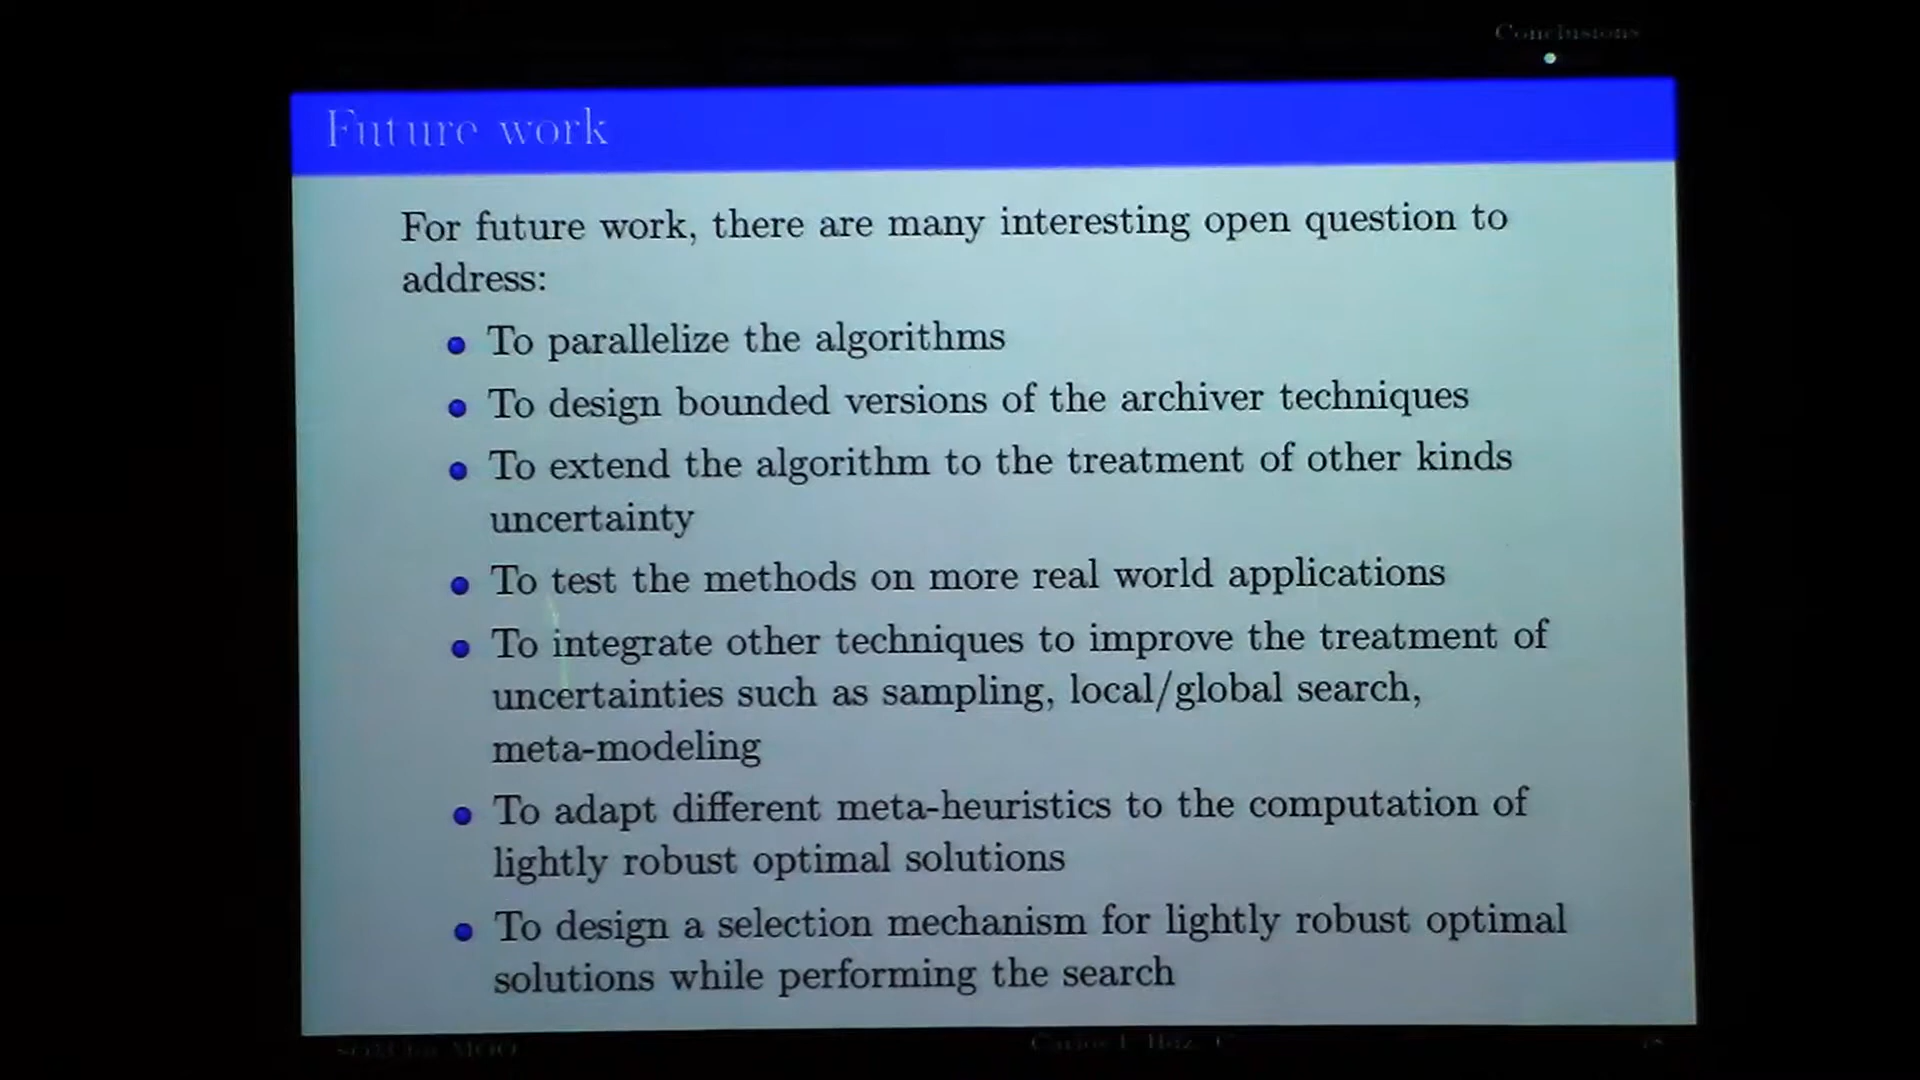 Conclusions
Future work
For future work, there are many interesting open question to
address:
To parallelize the algorithms
To design bounded versions of the archiver techniques
To extend the algorithm to the treatment of other kinds
uncertainty
To test the methods on more real world applications
To integrate other techniques to improve the treatment of
uncertainties such as sampling, local/global search,
meta-modeling
To adapt different meta-heuristics to the computation of
lightly robust optimal solutions
To design a selection mechanism for lightly robust optimal
solutions while performing the search
MOO Carlos